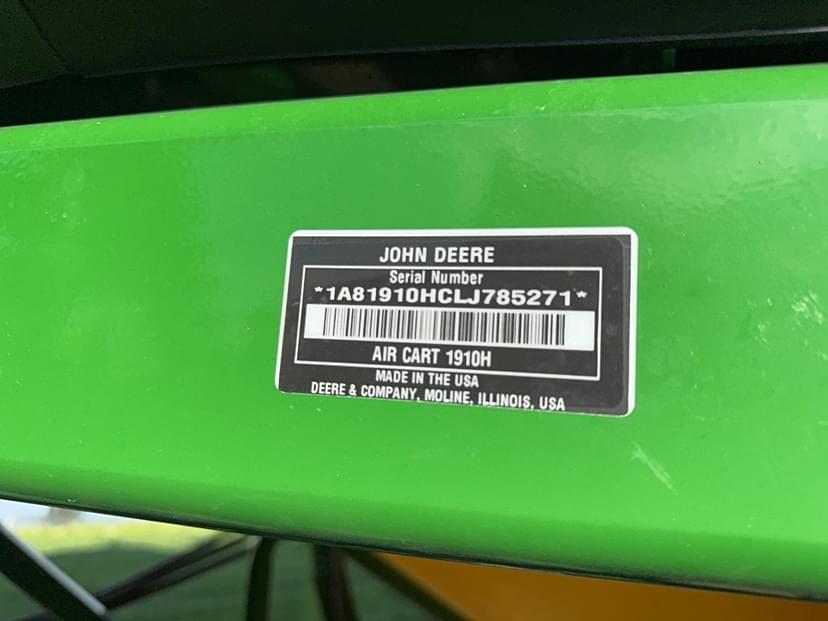 JOHN DEERE
Serial Number
*1A81910HCLJ785271*
AIR CART 1910H
MADE IN THE USA
DEERE & COMPANY, MOLINE, ILLINOIS, USA